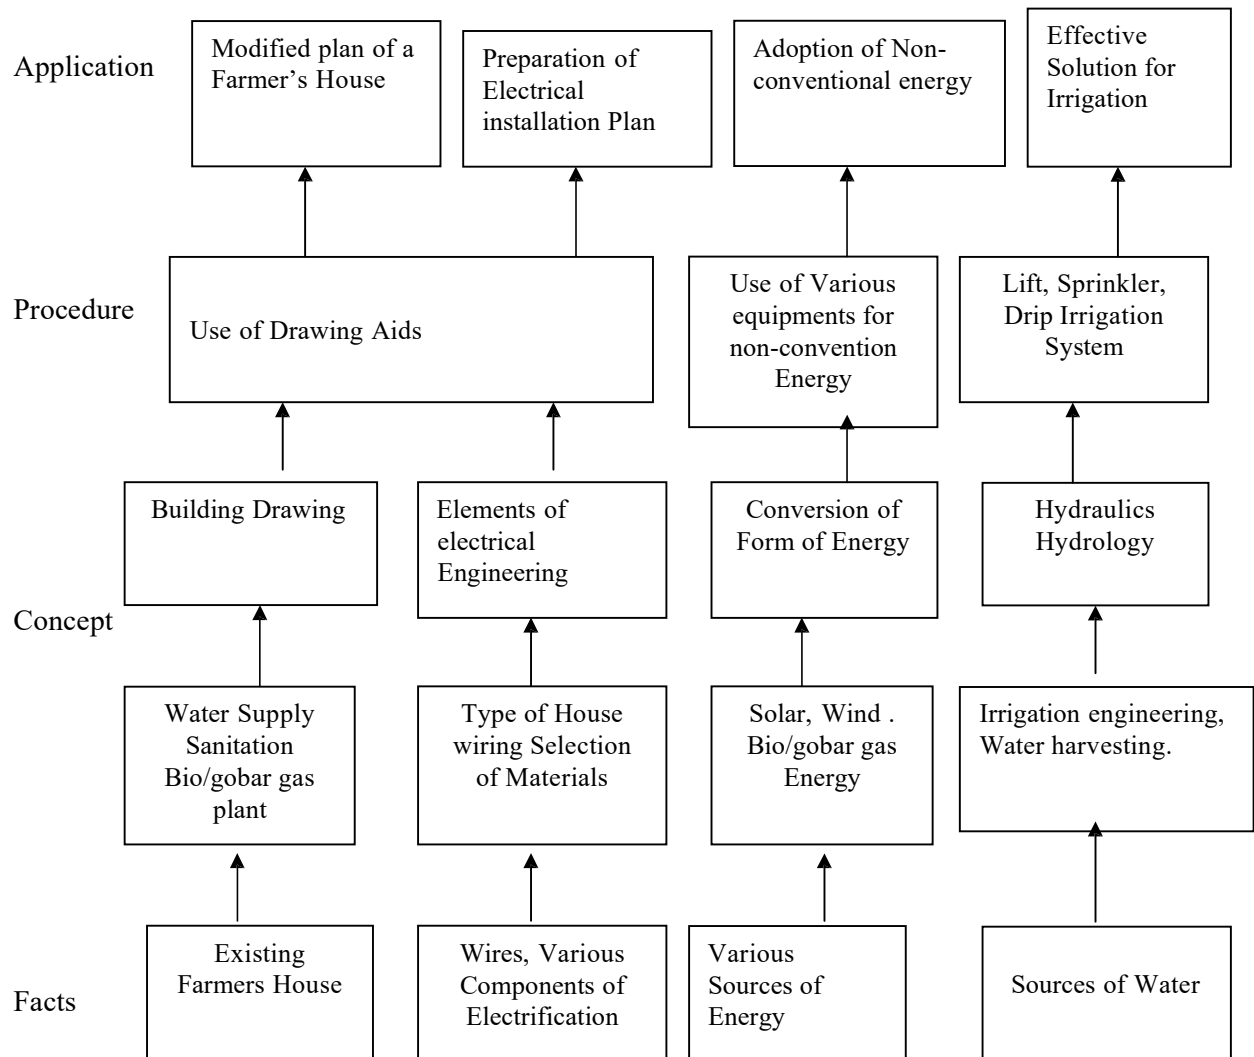 Application
Modified plan of a
Farmer's House
Preparation of
Electrical
installation Plan
Adoption of Non-
conventional energy
Effective
Solution for
Irrigation
Procedure
Use of Drawing Aids
Use of Various
equipments for
non-convention
Energy
Lift, Sprinkler,
Drip Irrigation
System
Concept
Building Drawing
Elements of
electrical
Engineering
Conversion of
Form of Energy
Hydraulics
Hydrology
Water Supply
Sanitation
Bio/gobar gas
plant
Type of House
wiring Selection
of Materials
Solar, Wind .
Bio/gobar gas
Energy
Irrigation engineering,
Water harvesting.
Facts
Existing
Farmers House
Wires, Various
Components of
Electrification
Various
Sources of
Energy
Sources of Water